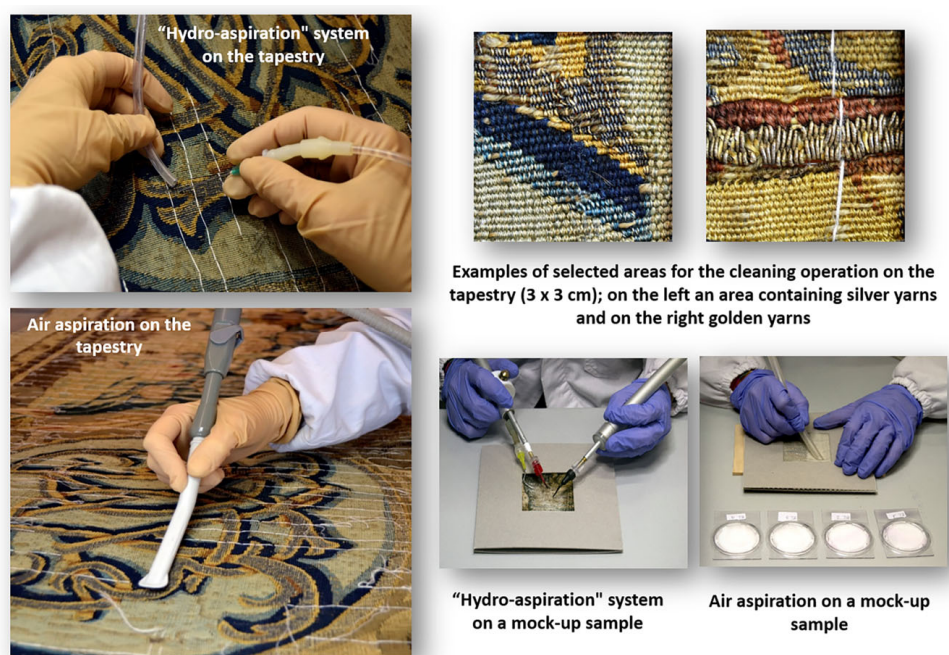 “Hydro-aspiration" system
on the tapestry
Air aspiration on the
tapestry
Examples of selected areas for the cleaning operation on the
tapestry (3 x 3 cm); on the left an area containing silver yarns
and on the right golden yarns
“Hydro-aspiration" system
on a mock-up sample
Air aspiration on a mock-up
sample